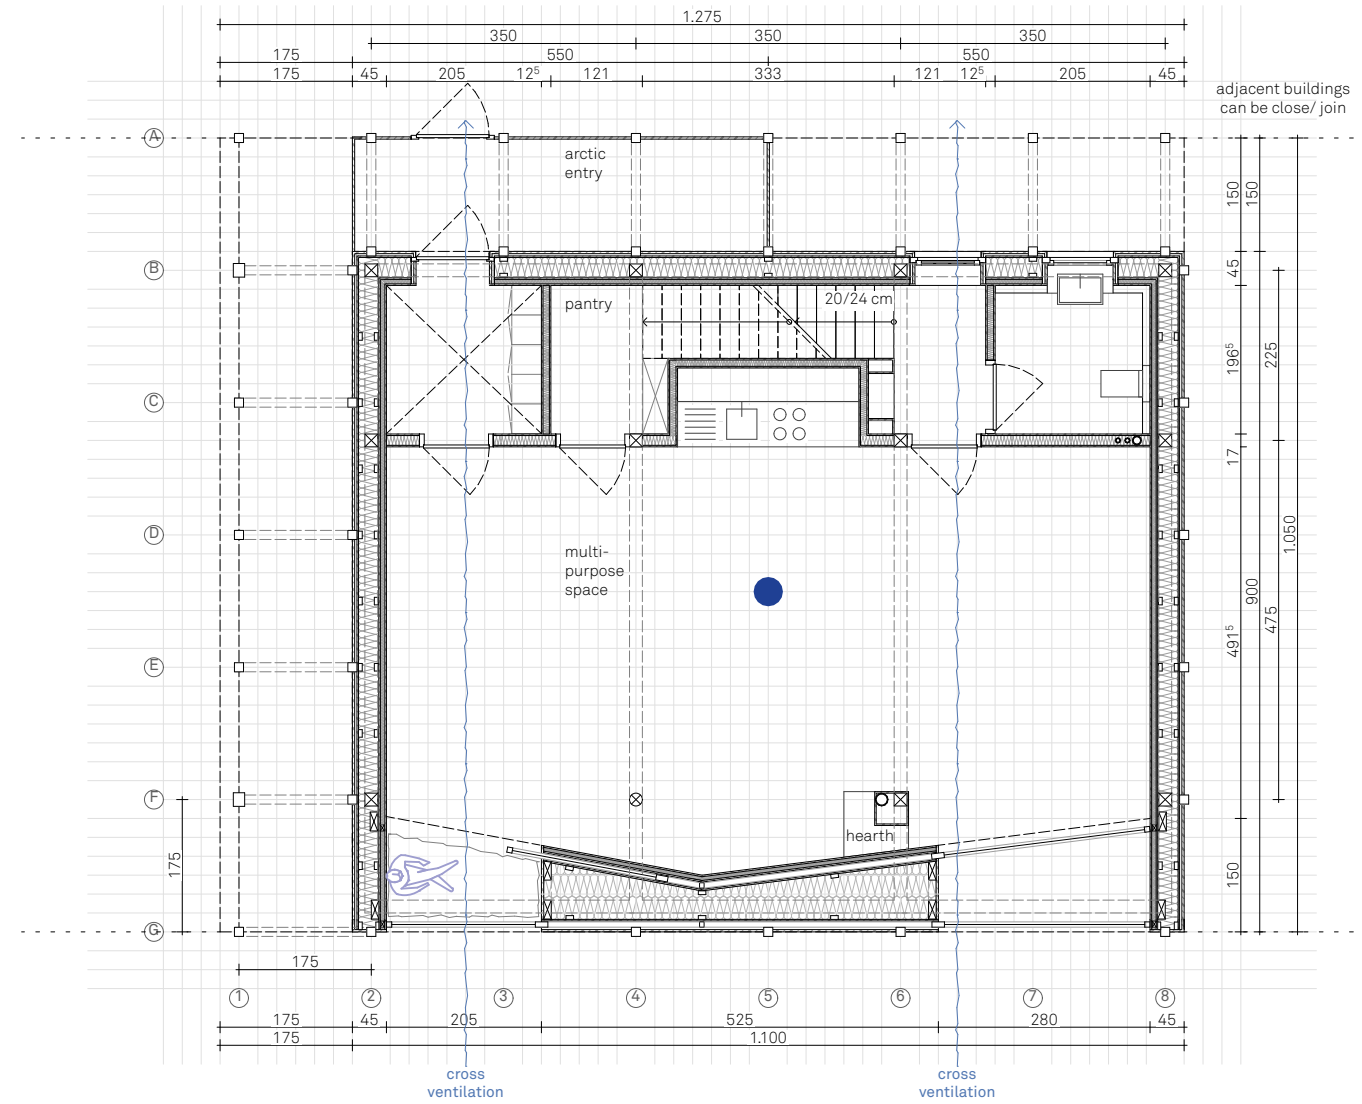 1.275
350
350
350
175
550
550
175
45
205
12⁵
121
333
121
12⁵
205
45
adjacent buildings
can be close/ join
A
arctic
entry
150
150
B
45
pantry
20/24 cm
196⁵
225
C
17
D
multi-
purpose
space
1.050
900
475
491⁵
E
F
hearth
175
150
G
175
1
2
3
4
5
6
7
8
175
45
205
525
280
45
175
1.100
cross
ventilation
cross
ventilation